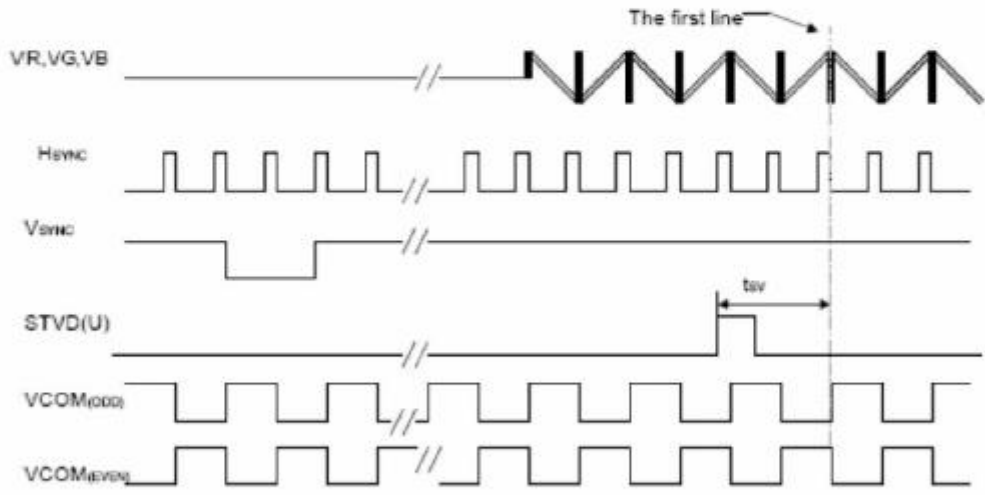 The first line
VR,VG,VB
HSYNC
VSYNC
tsv
STVD(U)
VCOM(ODD)
VCOM(EVEN)